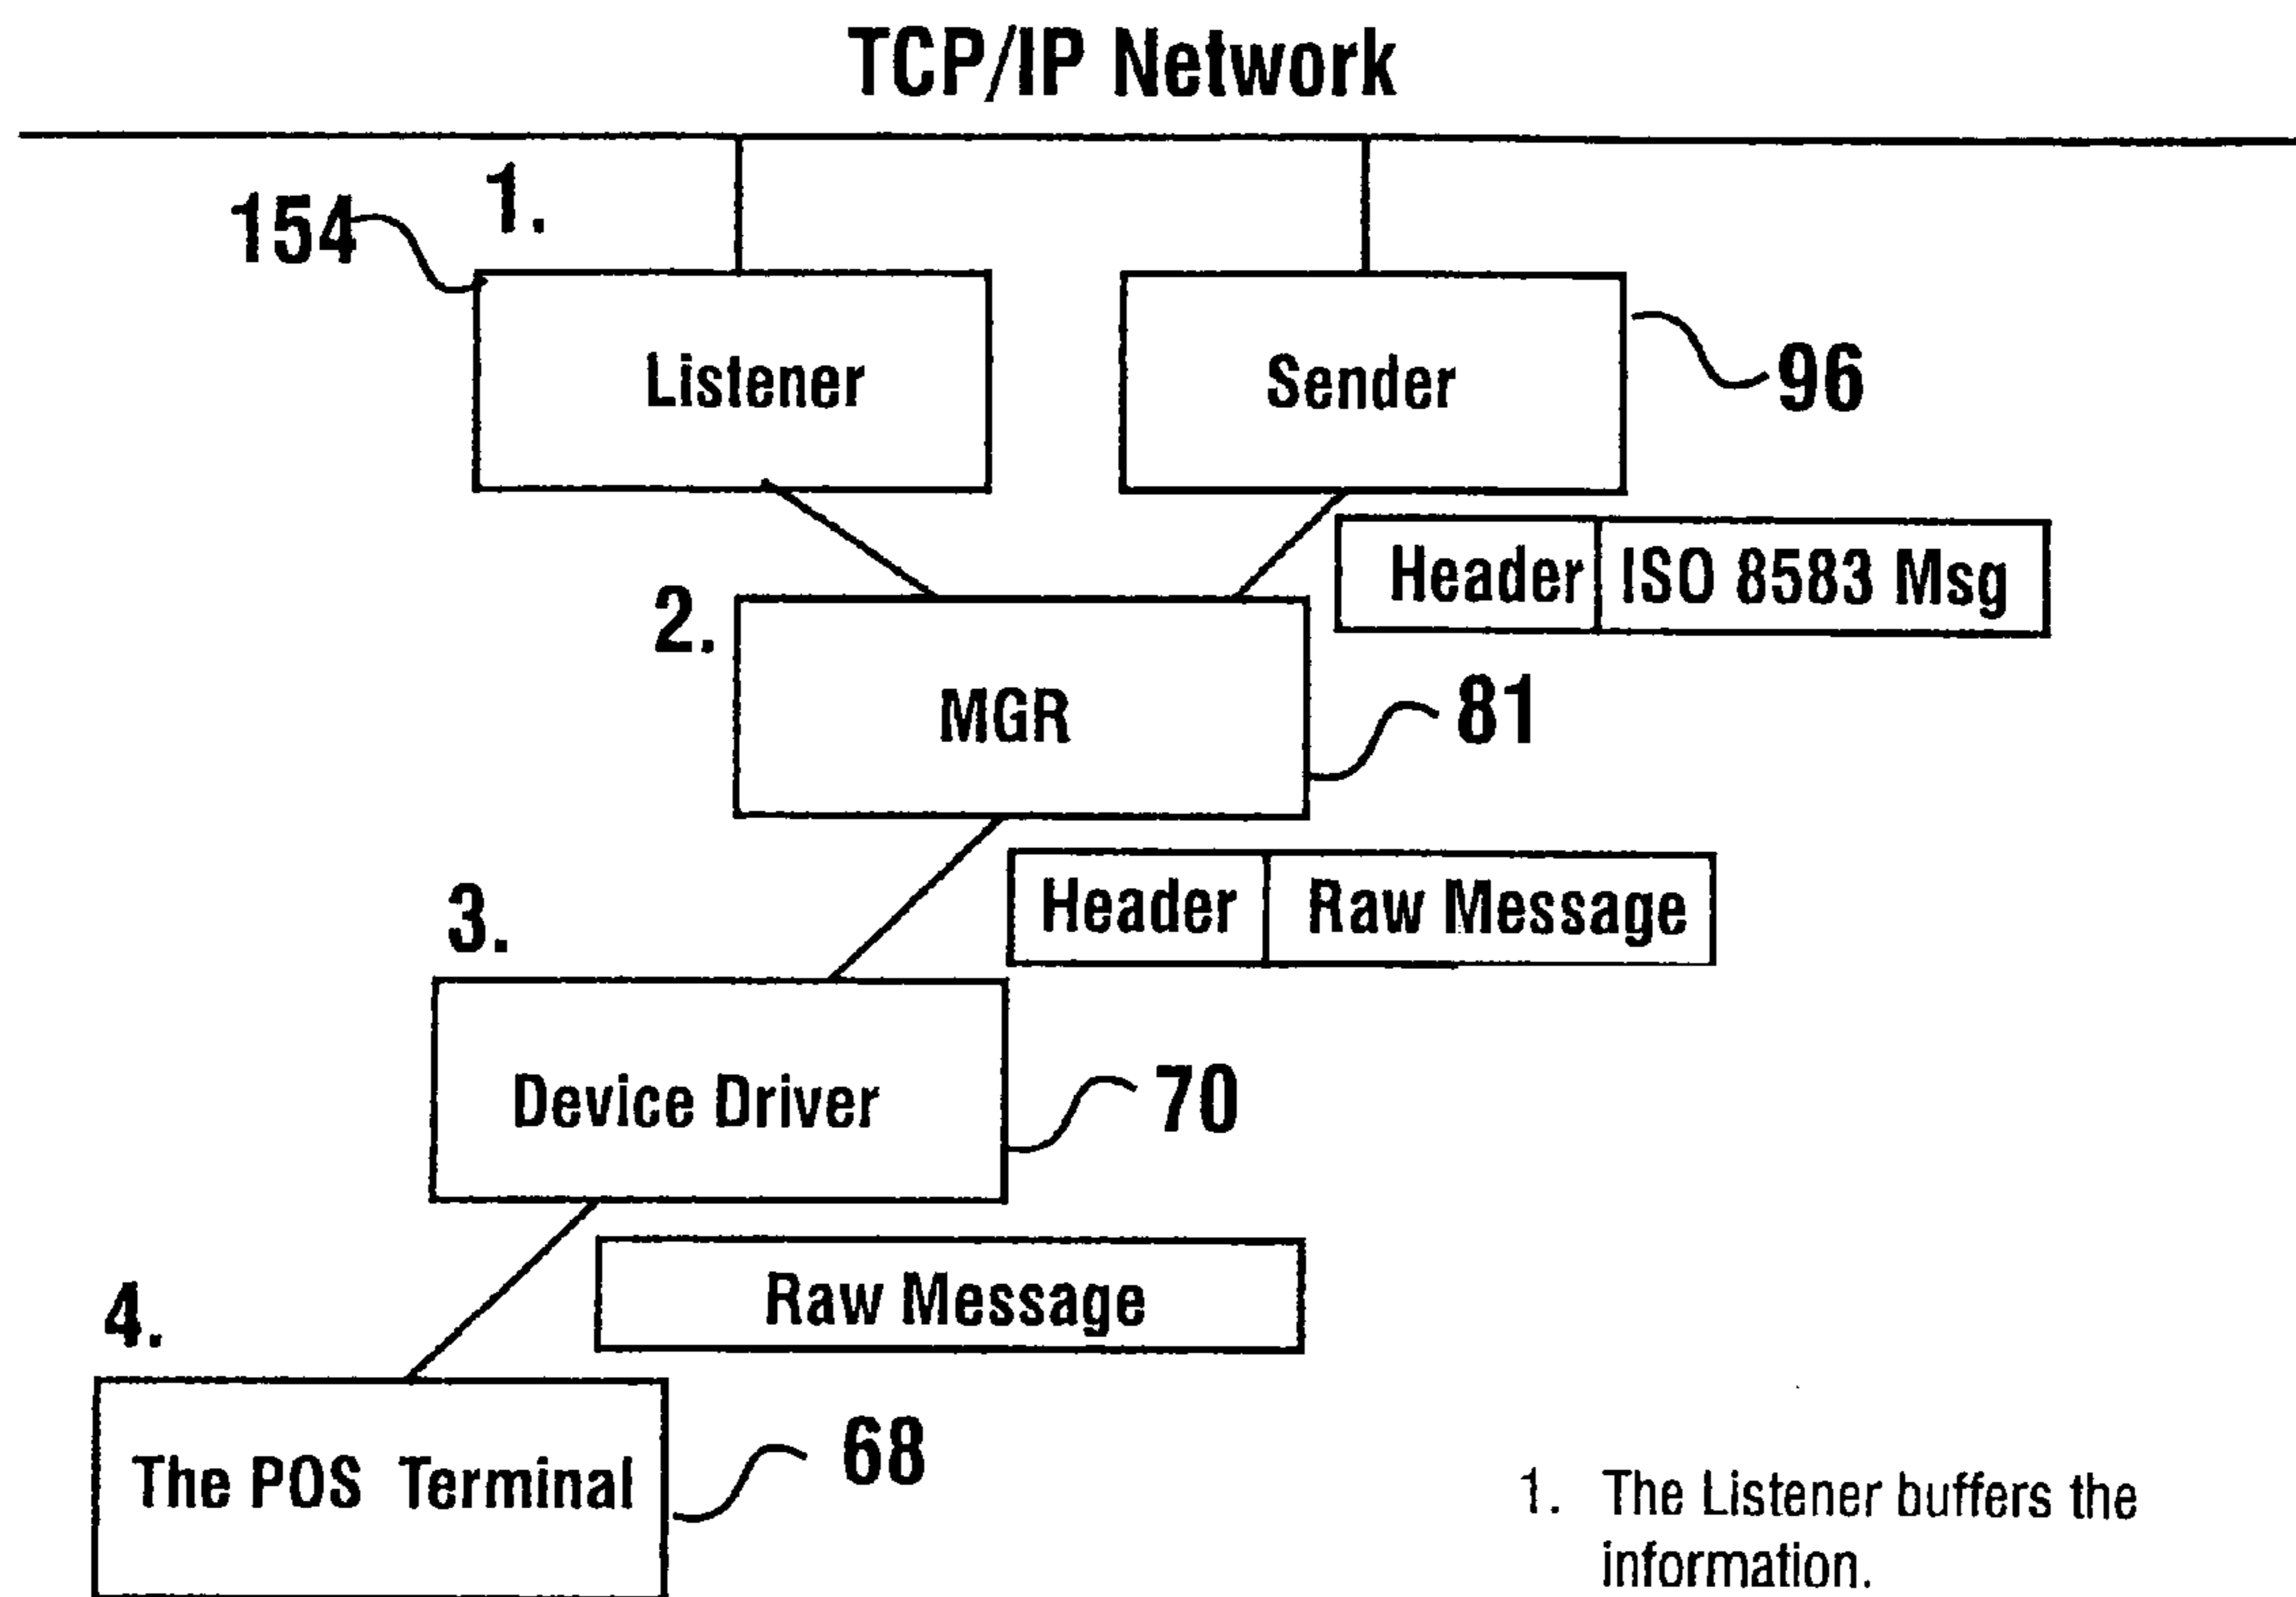 TCP/IP Network
1.
154
Listener
Sender
96
Header ISO 8583 Msg
2.
MGR
81
Header Raw Message
3.
Device Driver
70
Raw Message
4.
The POS Terminal
68
1. The Listener buffers the
information.